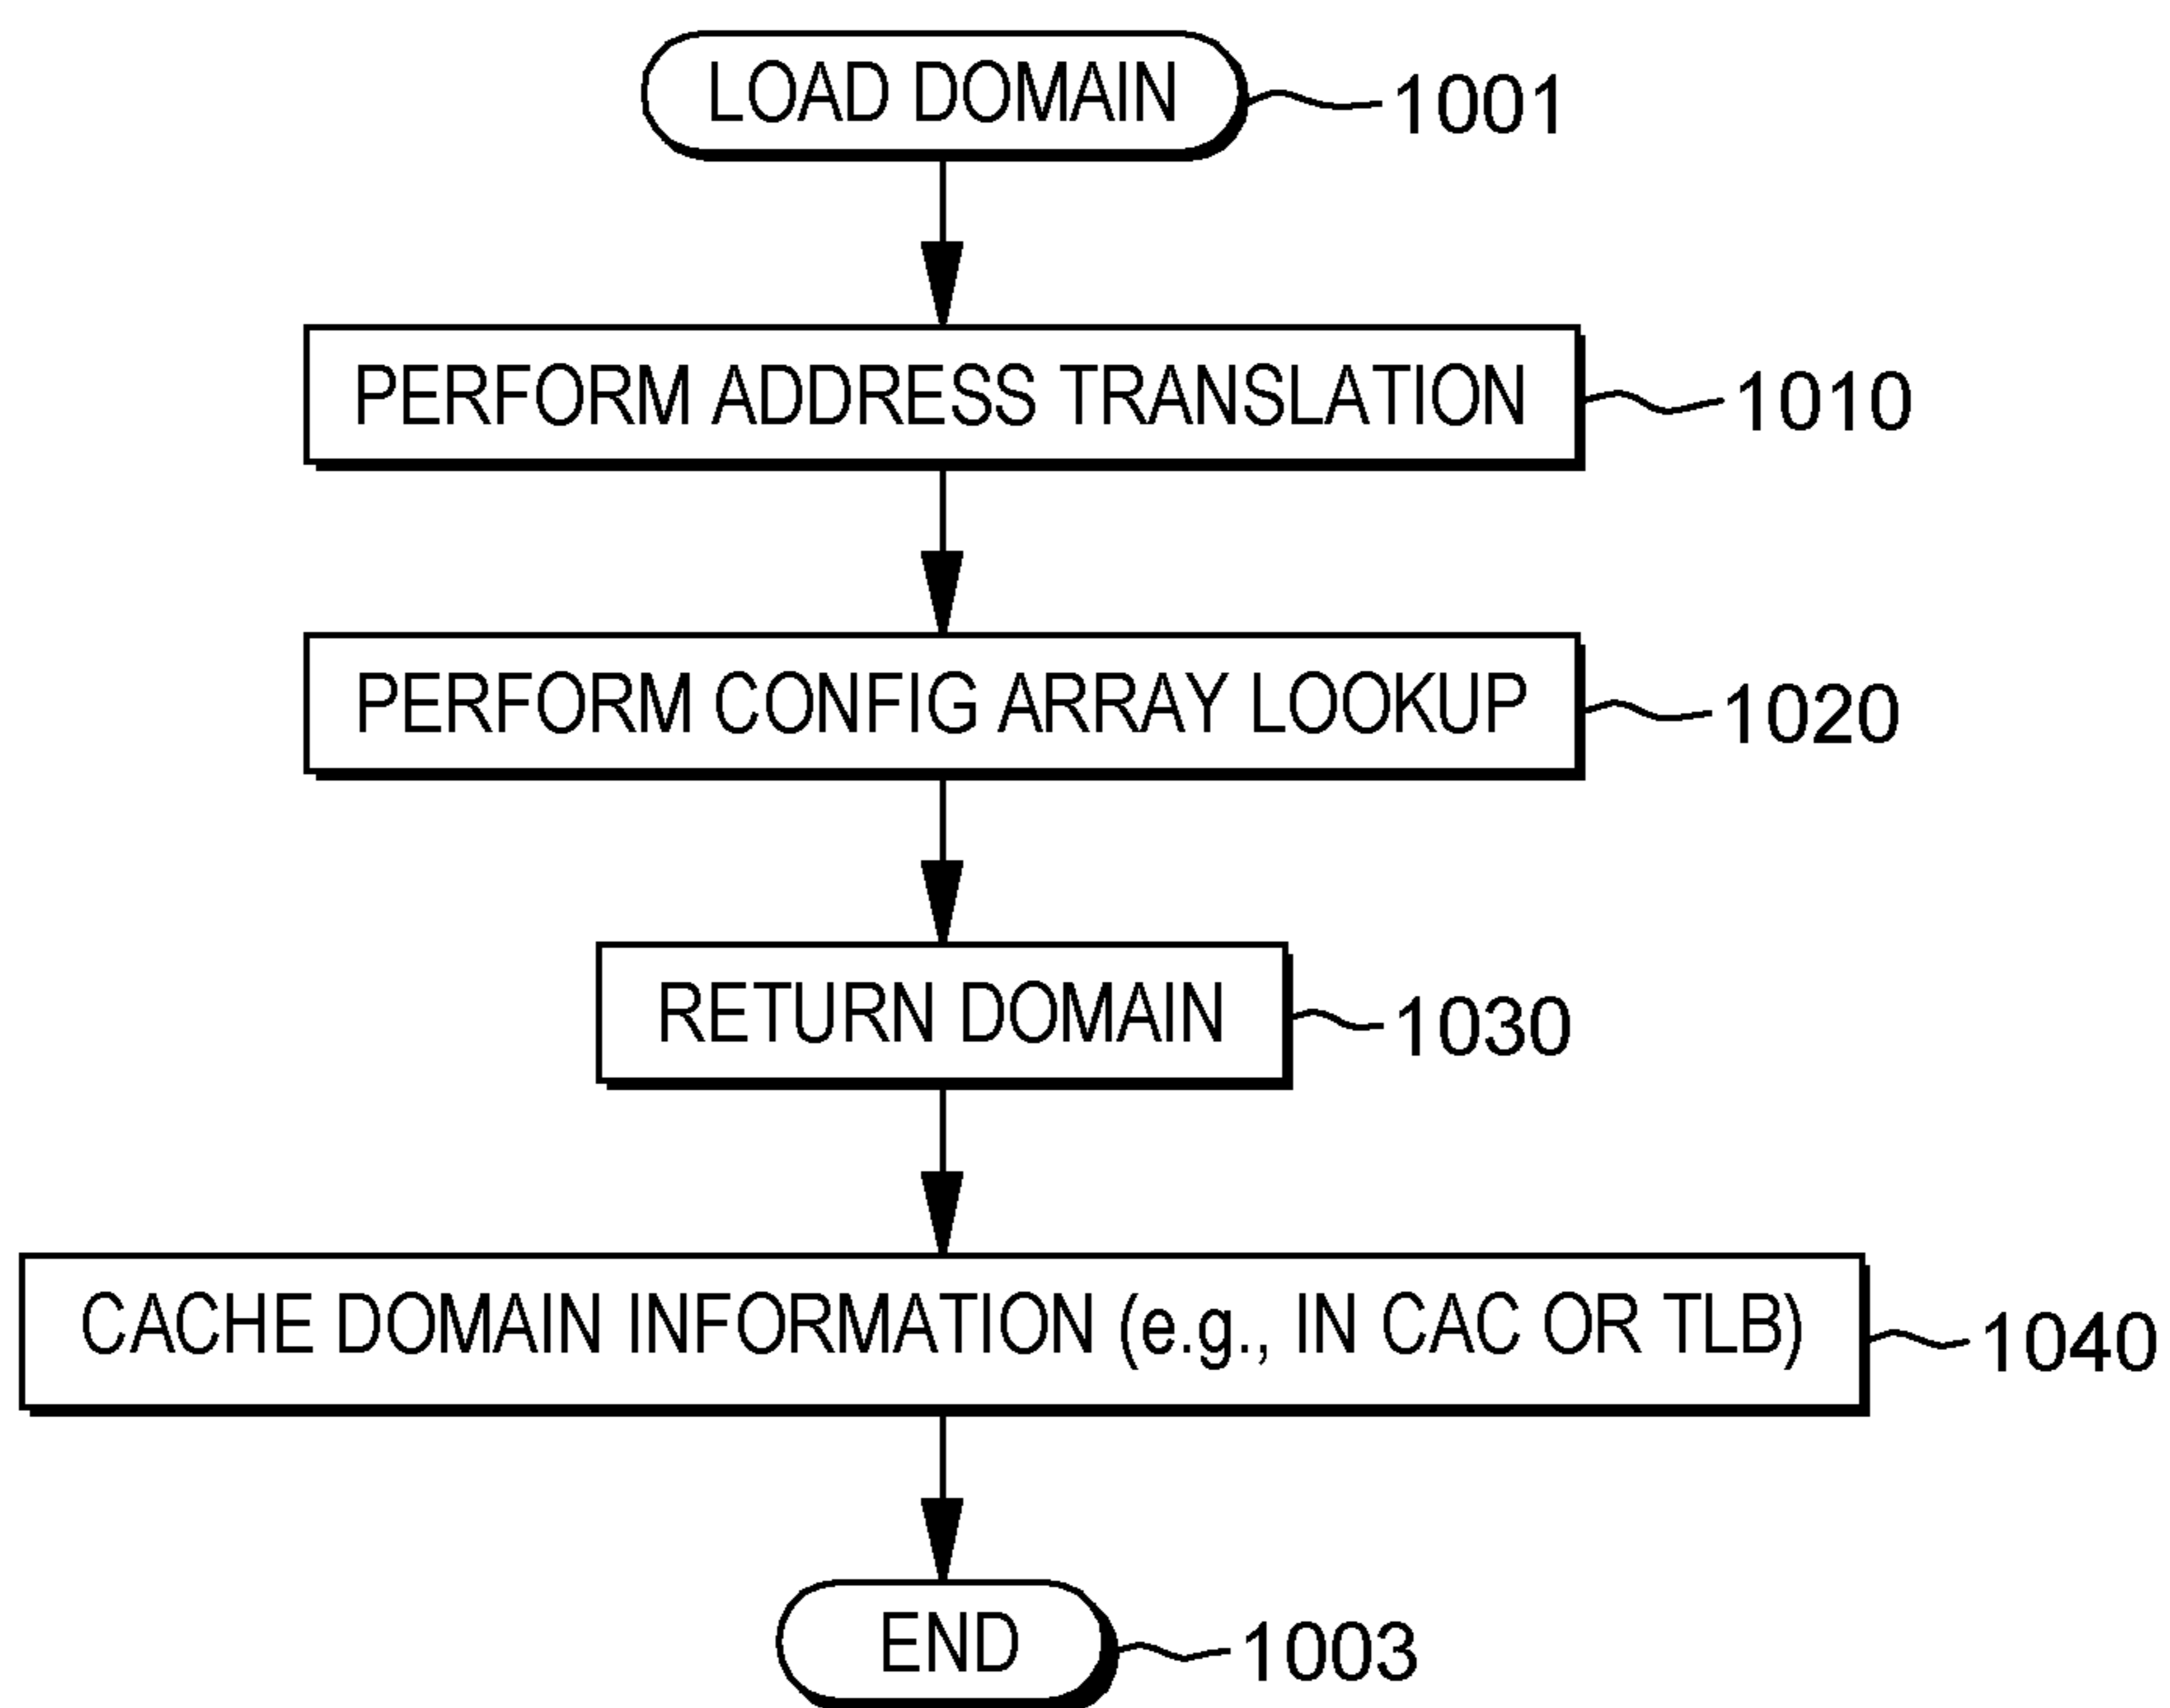 LOAD DOMAIN 1001
PERFORM ADDRESS TRANSLATION 1010
PERFORM CONFIG ARRAY LOOKUP 1020
RETURN DOMAIN 1030
CACHE DOMAIN INFORMATION (e.g., IN CAC OR TLB) 1040
END 1003